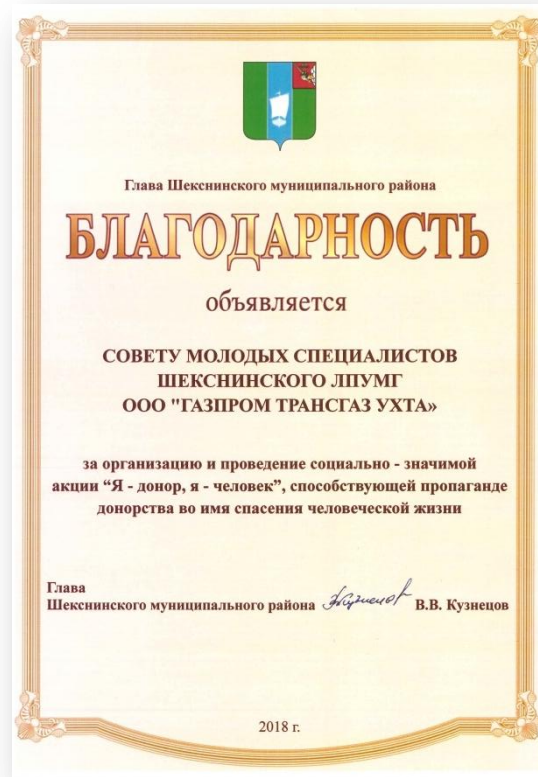 Глава Шекснинского муниципального района
БЛАГОДАРНОСТЬ
объявляется
СОВЕТУ МОЛОДЫХ СПЕЦИАЛИСТОВ
ШЕКСНИНСКОГО ЛПУМГ
ООО "ГАЗПРОМ ТРАНСГАЗ УХТА»
за организацию и проведение социально - значимой
акции “Я - донор, я - человек”, способствующей пропаганде
донорства во имя спасения человеческой жизни
Глава
Шекснинского муниципального района В.В. Кузнецов
2018 г.